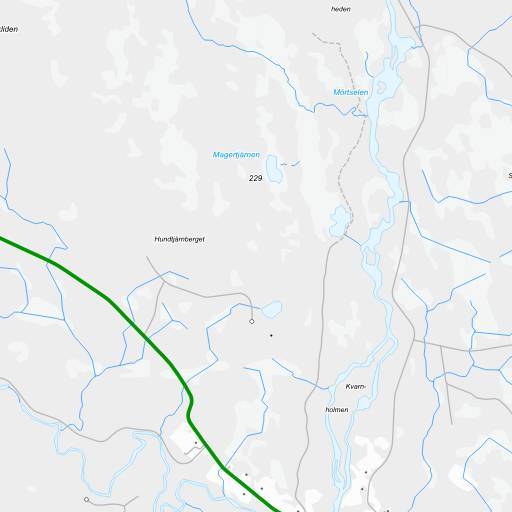 heden
liden
Mörtselen
Magertjärnen
229
S
Hundtjärnberget
Kvarn-
holmen